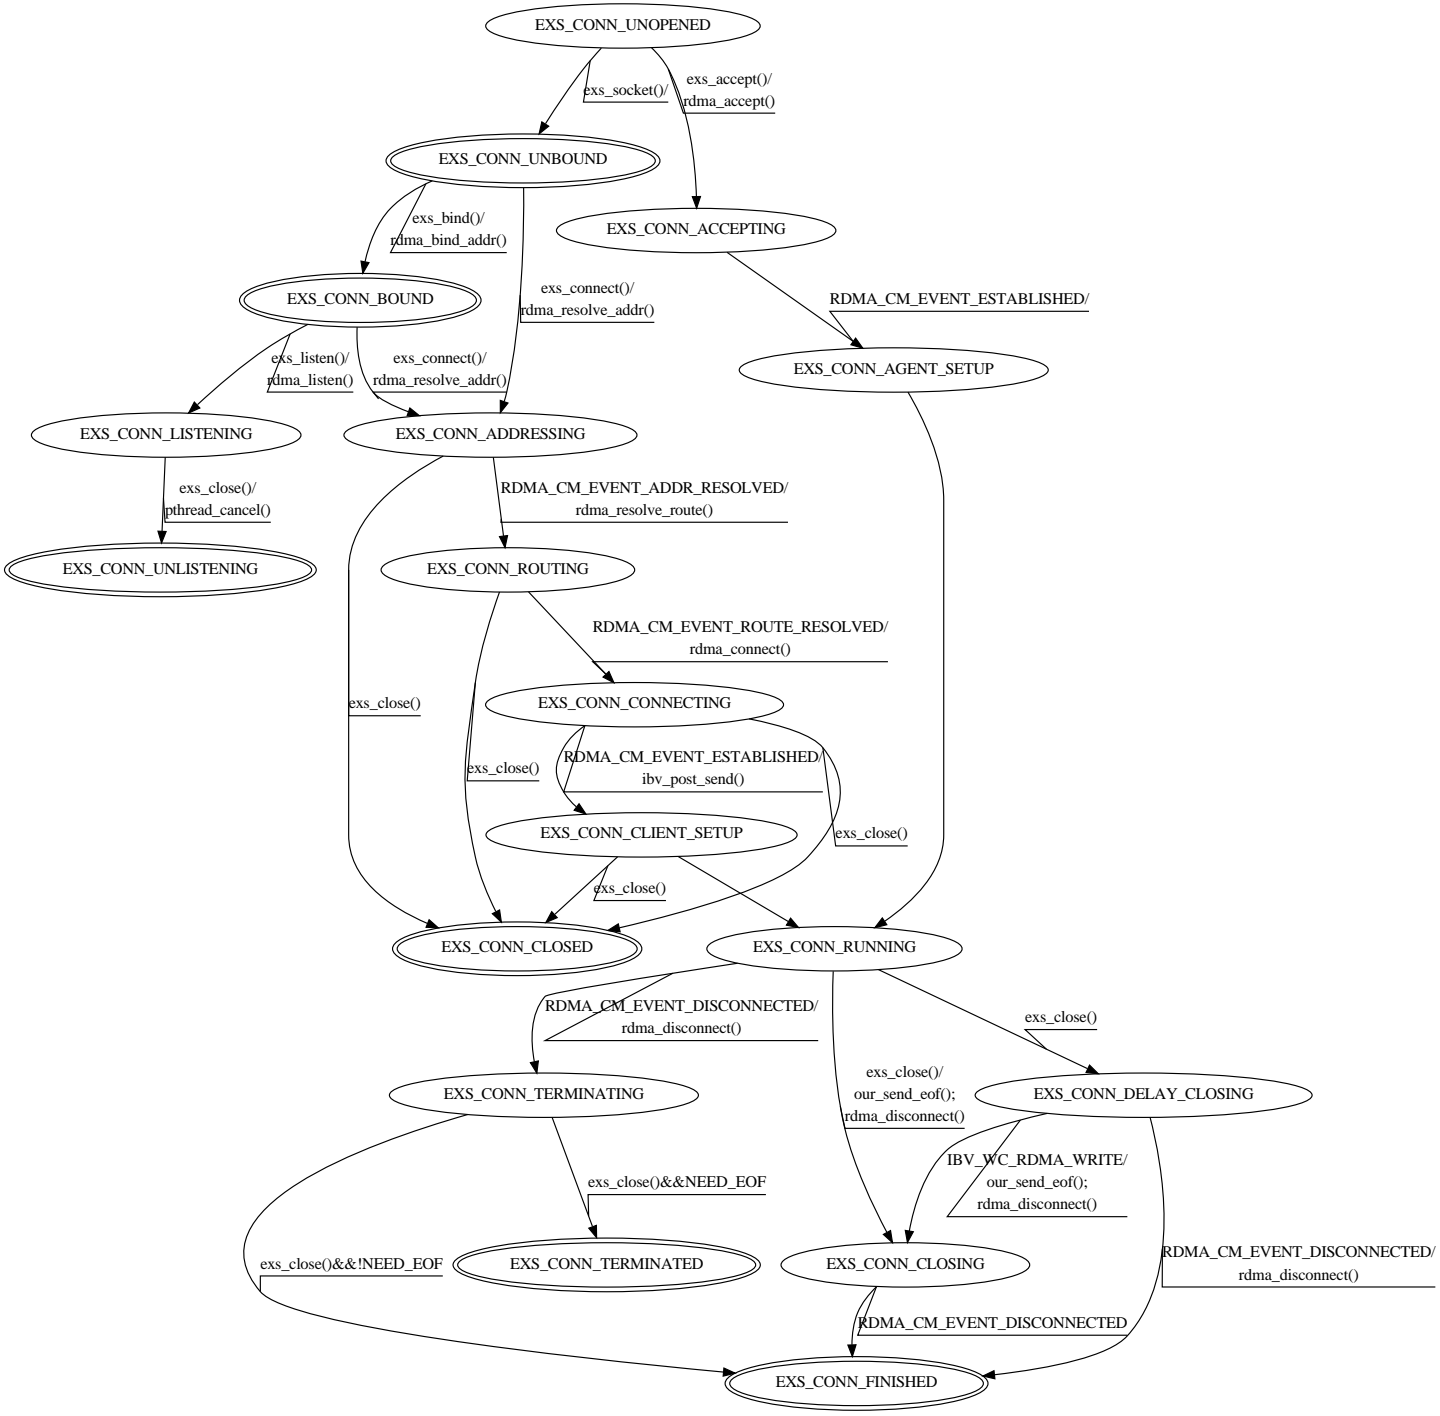 EXS_CONN_UNOPENED
exs_socket()/
exs_accept()/
rdma_accept()
EXS_CONN_UNBOUND
exs_bind()/
rdma_bind_addr()
EXS_CONN_ACCEPTING
exs_connect()/
rdma_resolve_addr()
RDMA_CM_EVENT_ESTABLISHED/
EXS_CONN_BOUND
exs_listen()/
rdma_listen()
exs_connect()/
rdma_resolve_addr()
EXS_CONN_AGENT_SETUP
EXS_CONN_LISTENING
EXS_CONN_ADDRESSING
exs_close()/
pthread_cancel()
RDMA_CM_EVENT_ADDR_RESOLVED/
rdma_resolve_route()
EXS_CONN_UNLISTENING
EXS_CONN_ROUTING
RDMA_CM_EVENT_ROUTE_RESOLVED/
rdma_connect()
exs_close()
EXS_CONN_CONNECTING
exs_close()
RDMA_CM_EVENT_ESTABLISHED/
ibv_post_send()
EXS_CONN_CLIENT_SETUP
exs_close()
exs_close()
EXS_CONN_CLOSED
EXS_CONN_RUNNING
RDMA_CM_EVENT_DISCONNECTED/
rdma_disconnect()
exs_close()
exs_close()/
our_send_eof();
rdma_disconnect()
EXS_CONN_TERMINATING
EXS_CONN_DELAY_CLOSING
exs_close()&&NEED_EOF
IBV_WC_RDMA_WRITE/
our_send_eof();
rdma_disconnect()
exs_close()&&!NEED_EOF
EXS_CONN_TERMINATED
EXS_CONN_CLOSING
RDMA_CM_EVENT_DISCONNECTED/
rdma_disconnect()
RDMA_CM_EVENT_DISCONNECTED
EXS_CONN_FINISHED